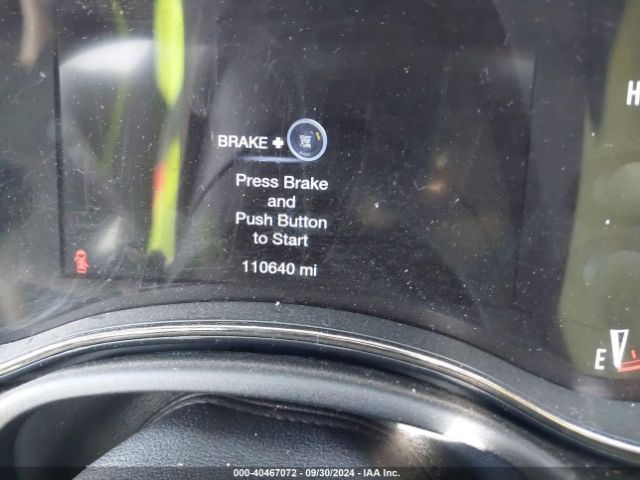 H
BRAKE +
Press Brake
and
Push Button
to Start
110640 mi
E
000-40467072 - 09/30/2024 - IAA Inc.